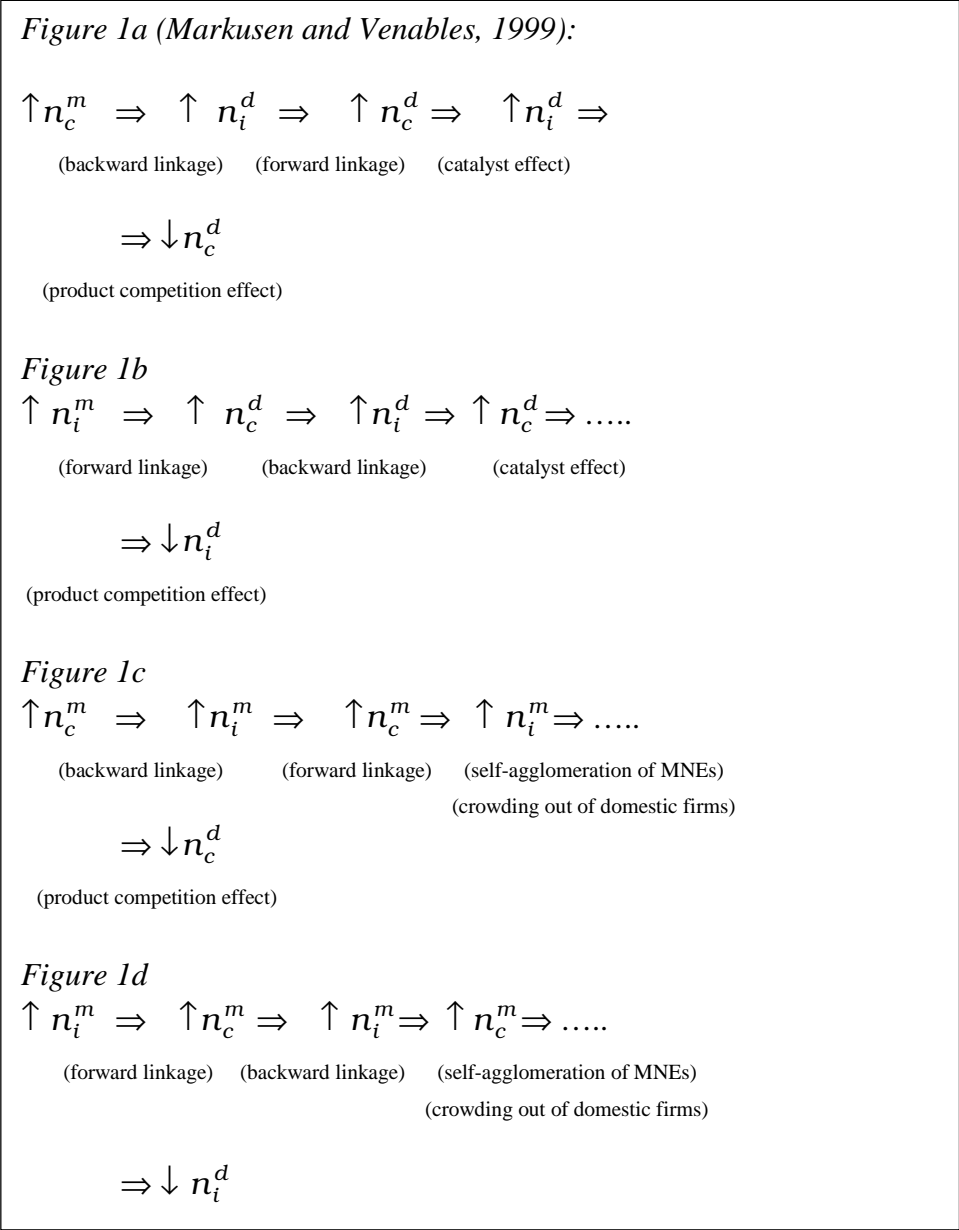 Figure 1a (Markusen and Venables, 1999):
↑n_c^m ⇒ ↑ n_i^d ⇒ ↑ n_c^d ⇒ ↑n_i^d ⇒
(backward linkage) (forward linkage) (catalyst effect)
⇒ ↓n_c^d
(product competition effect)
Figure 1b
↑ n_i^m ⇒ ↑ n_c^d ⇒ ↑n_i^d ⇒ ↑ n_c^d ⇒ …..
(forward linkage) (backward linkage) (catalyst effect)
⇒ ↓n_i^d
(product competition effect)
Figure 1c
↑n_c^m ⇒ ↑n_i^m ⇒ ↑n_c^m ⇒ ↑ n_i^m ⇒ …..
(backward linkage) (forward linkage) (self-agglomeration of MNEs)
(crowding out of domestic firms)
⇒ ↓n_c^d
(product competition effect)
Figure 1d
↑ n_i^m ⇒ ↑n_c^m ⇒ ↑ n_i^m ⇒ ↑ n_c^m ⇒ …..
(forward linkage) (backward linkage) (self-agglomeration of MNEs)
(crowding out of domestic firms)
⇒ ↓ n_i^d